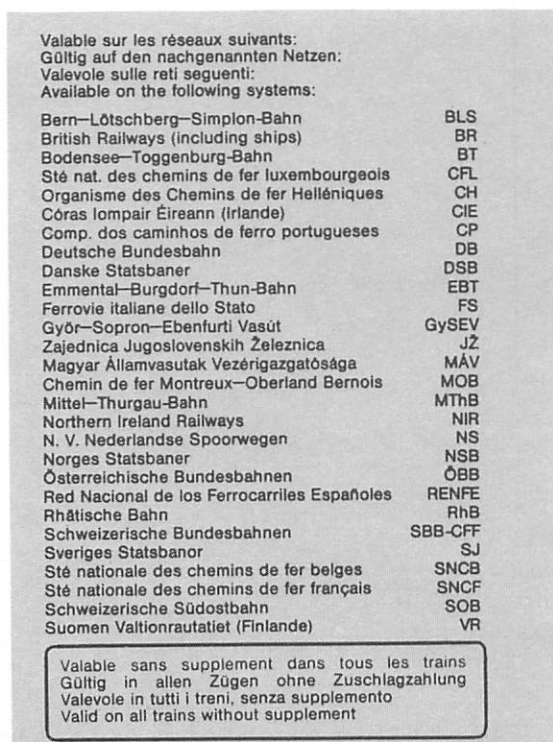 Valable sur les réseaux suivants:
Gültig auf den nachgenannten Netzen:
Valevole sulle reti seguenti:
Available on the following systems:
Bern—Lötschberg—Simplon-Bahn BLS
British Railways (including ships) BR
Bodensee—Toggenburg-Bahn BT
Sté nat. des chemins de fer luxembourgeois CFL
Organisme des Chemins de fer Helléniques CH
Córas Iompair Éireann (Irlande) CIE
Comp. dos caminhos de ferro portugueses CP
Deutsche Bundesbahn DB
Danske Statsbaner DSB
Emmental—Burgdorf—Thun-Bahn EBT
Ferrovie italiane dello Stato FS
Győr—Sopron—Ebenfurti Vasút GySEV
Zajednica Jugoslovenskih Železnica JŽ
Magyar Államvasutak Vezérigazgatósága MÁV
Chemin de fer Montreux—Oberland Bernois MOB
Mittel—Thurgau-Bahn MThB
Northern Ireland Railways NIR
N. V. Nederlandse Spoorwegen NS
Norges Statsbaner NSB
Österreichische Bundesbahnen ÖBB
Red Nacional de los Ferrocarriles Españoles RENFE
Rhätische Bahn RhB
Schweizerische Bundesbahnen SBB-CFF
Sveriges Statsbanor SJ
Sté nationale des chemins de fer belges SNCB
Sté nationale des chemins de fer français SNCF
Schweizerische Südostbahn SOB
Suomen Valtionrautatiet (Finlande) VR
Valable sans supplement dans tous les trains
Gültig in allen Zügen ohne Zuschlagzahlung
Valevole in tutti i treni, senza supplemento
Valid on all trains without supplement